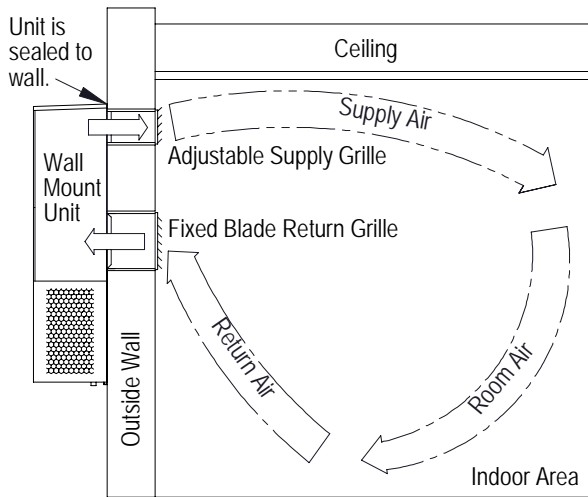 Unit is
sealed to
wall.
Ceiling
Supply Air
Adjustable Supply Grille
Wall
Mount
Unit
Fixed Blade Return Grille
Return Air
Room Air
Outside Wall
Indoor Area